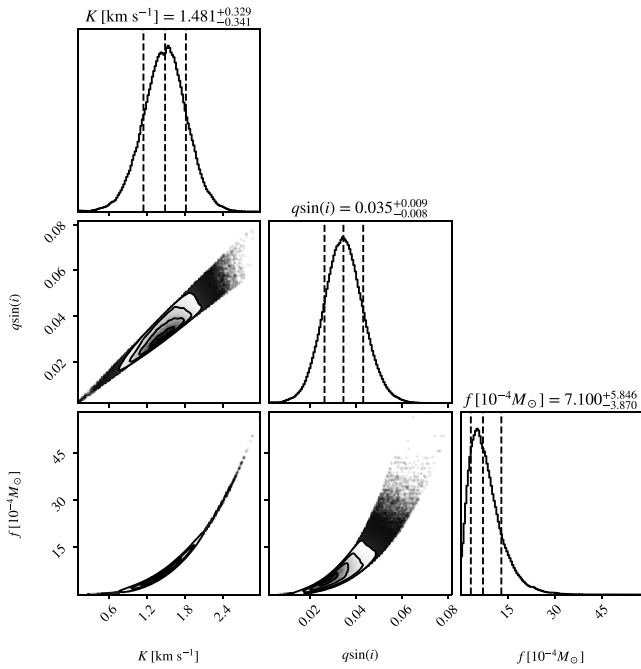 K [km s⁻¹] = 1.481 +0.329 −0.341
q sin(i) = 0.035 +0.009 −0.008
f [10⁻⁴ M☉] = 7.100 +5.846 −3.870
q sin(i)
0.08
0.06
0.04
0.02
f [10⁻⁴ M☉]
45
30
15
0.6 1.2 1.8 2.4
0.02 0.04 0.06 0.08
15 30 45
K [km s⁻¹] q sin(i) f [10⁻⁴ M☉]